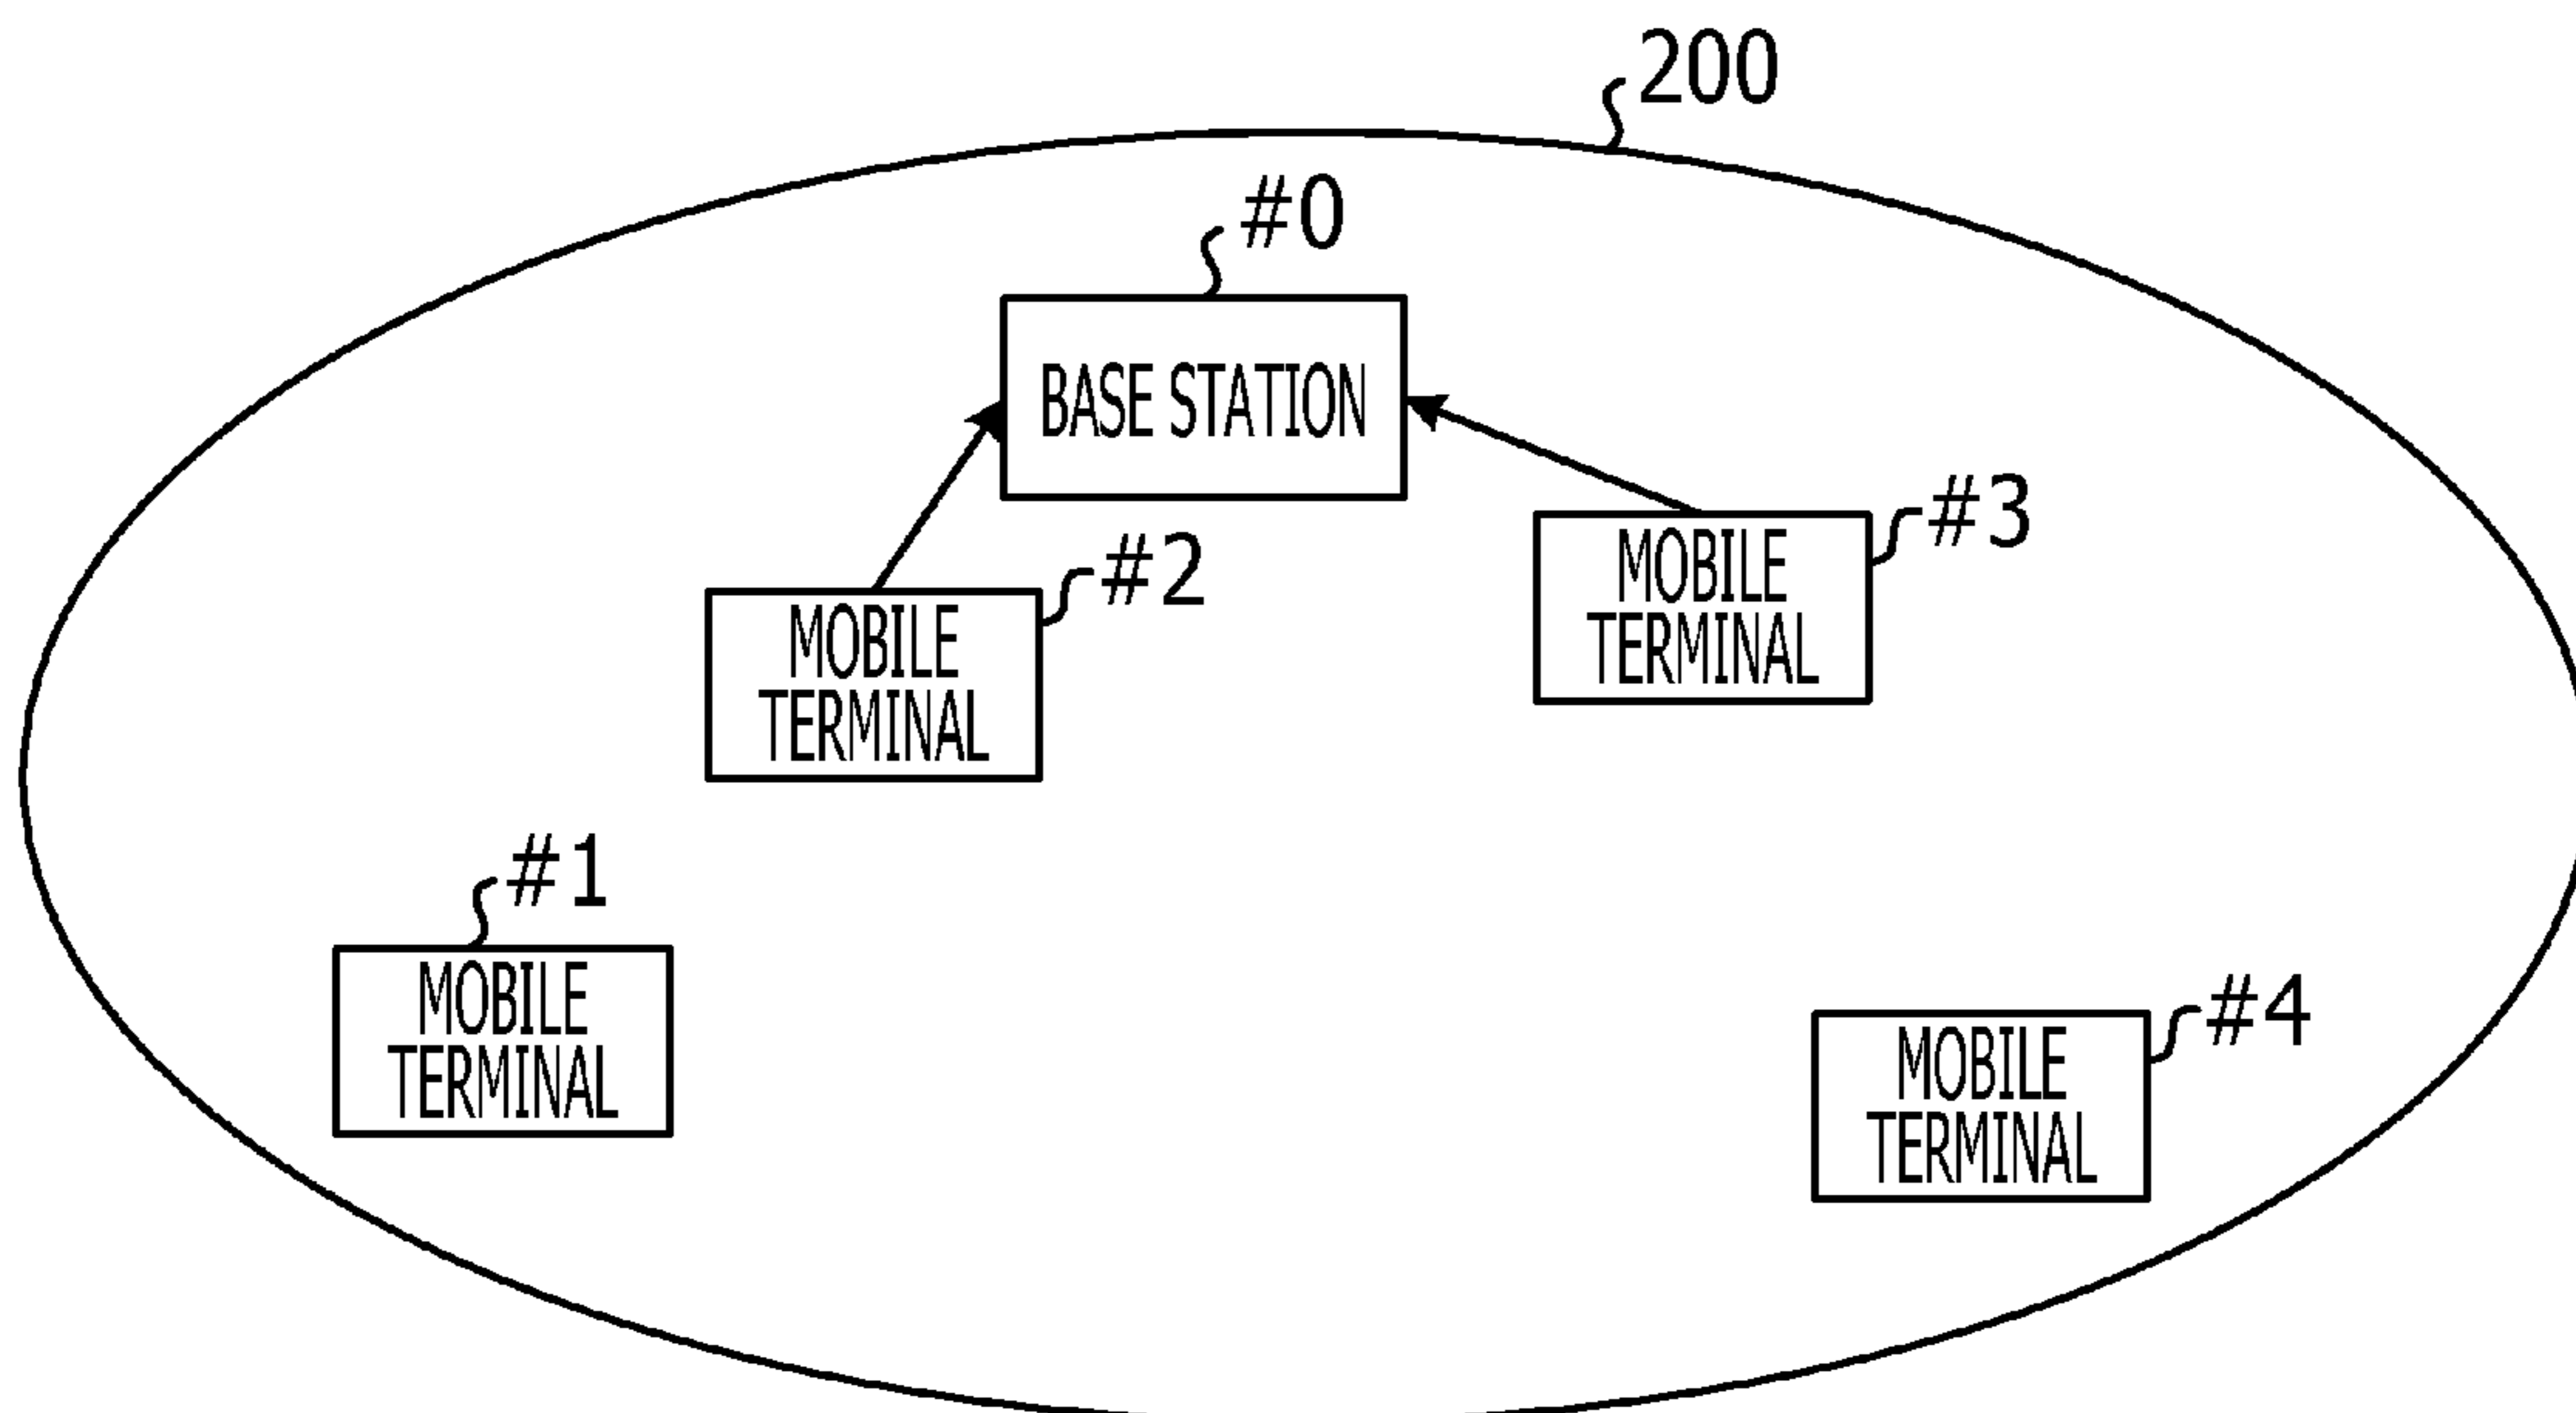 200
#0
BASE STATION
#3
MOBILE
TERMINAL
#2
MOBILE
TERMINAL
#1
MOBILE
TERMINAL
#4
MOBILE
TERMINAL